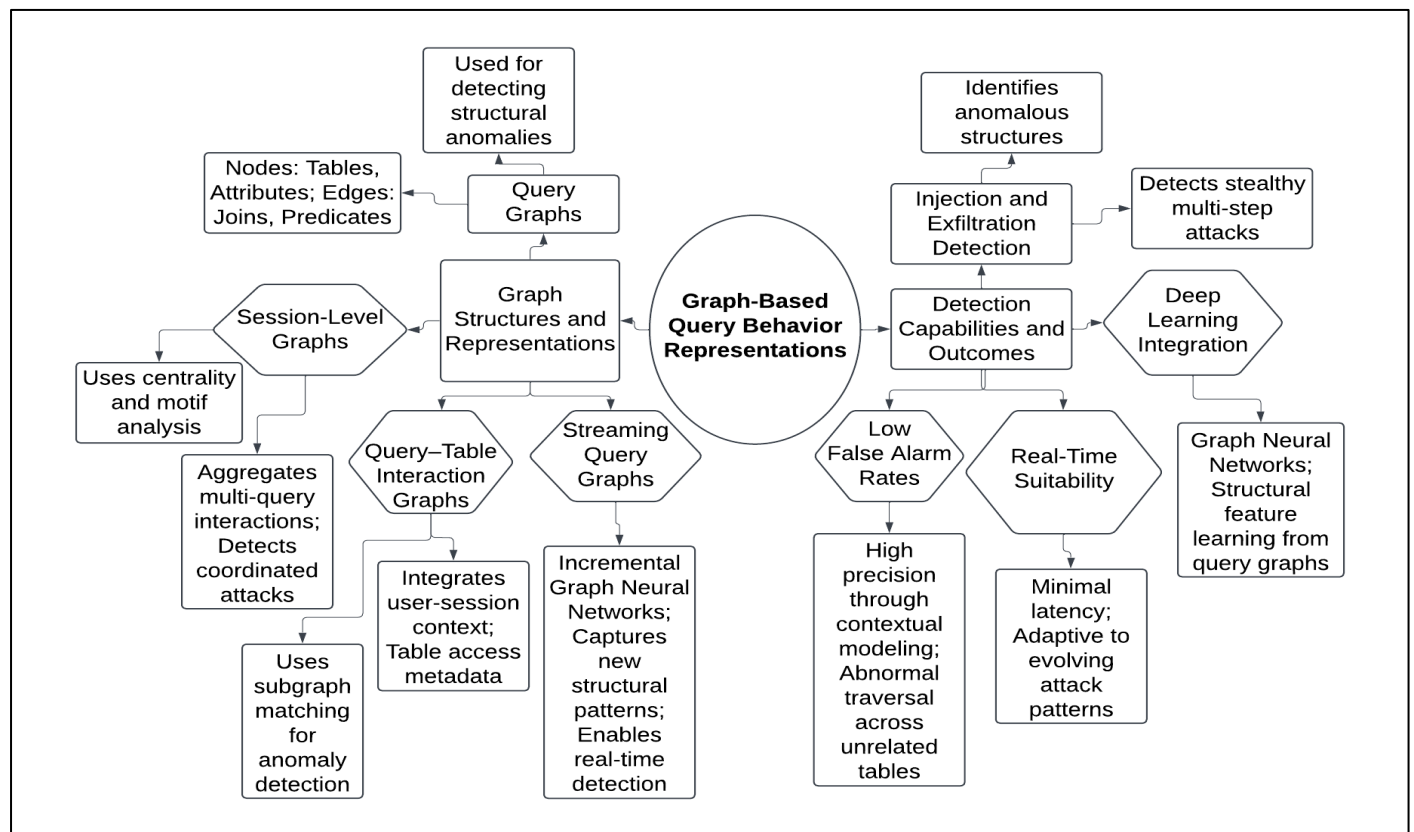 Used for
detecting
structural
anomalies
Identifies
anomalous
structures
Nodes: Tables,
Attributes; Edges:
Joins, Predicates
Query
Graphs
Injection and
Exfiltration
Detection
Detects stealthy
multi-step
attacks
Graph
Structures and
Representations
Graph-Based
Query Behavior
Representations
Detection
Capabilities and
Outcomes
Deep
Learning
Integration
Session-Level
Graphs
Uses centrality
and motif
analysis
Query–Table
Interaction
Graphs
Streaming
Query
Graphs
Low
False Alarm
Rates
Real-Time
Suitability
Graph Neural
Networks;
Structural
feature
learning from
query graphs
Aggregates
multi-query
interactions;
Detects
coordinated
attacks
Integrates
user-session
context;
Table access
metadata
Incremental
Graph Neural
Networks;
Captures
new
structural
patterns;
Enables
real-time
detection
High
precision
through
contextual
modeling;
Abnormal
traversal
across
unrelated
tables
Minimal
latency;
Adaptive to
evolving
attack
patterns
Uses
subgraph
matching
for
anomaly
detection